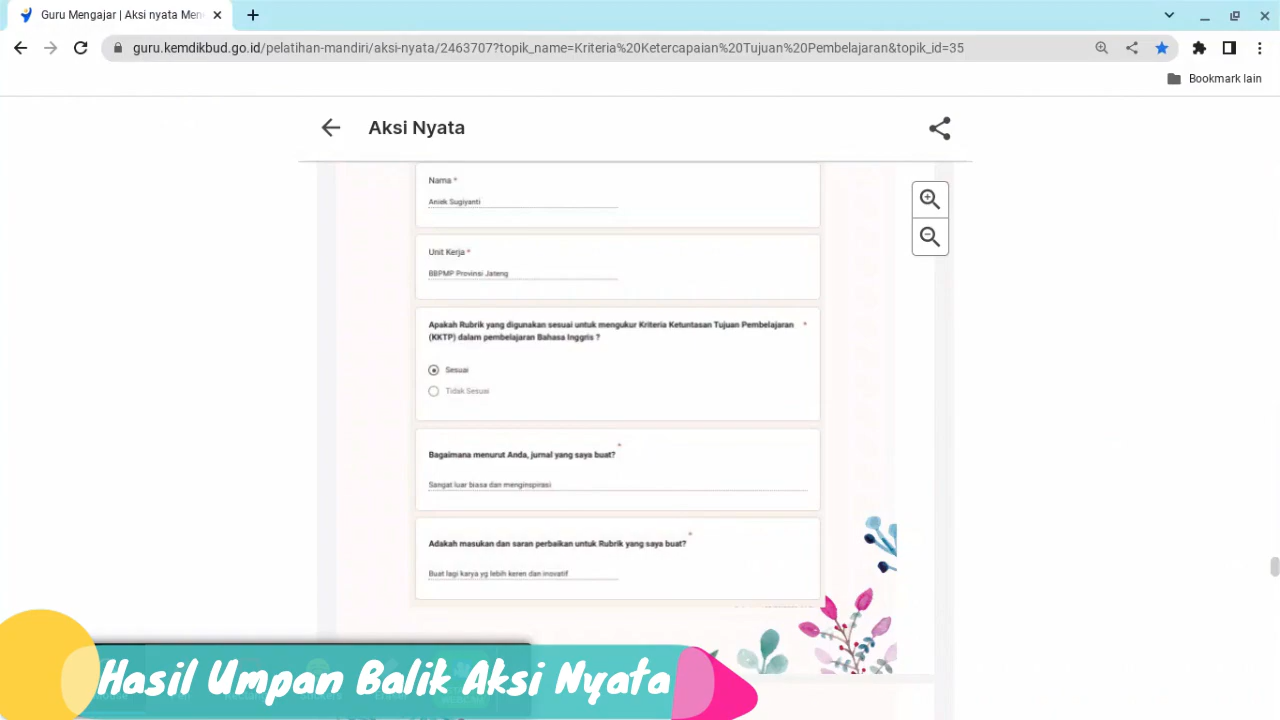 Guru Mengajar | Aksi nyata Men
guru.kemdikbud.go.id/pelatihan-mandiri/aksi-nyata/2463707?topik_name=Kriteria%20Ketercapaian%20Tujuan%20Pembelajaran&topik_id=35
Bookmark lain
Aksi Nyata
Nama *
Aniek Sugiyanti
Unit Kerja *
BBPMP Provinsi Jateng
Apakah Rubrik yang digunakan sesuai untuk mengukur Kriteria Ketuntasan Tujuan Pembelajaran *
(KKTP) dalam pembelajaran Bahasa Inggris ?
Sesuai
Tidak Sesuai
Bagaimana menurut Anda, jurnal yang saya buat? *
Sangat luar biasa dan menginspirasi
Adakah masukan dan saran perbaikan untuk Rubrik yang saya buat? *
Buat lagi karya yg lebih keren dan inovatif
Hasil Umpan Balik Aksi Nyata